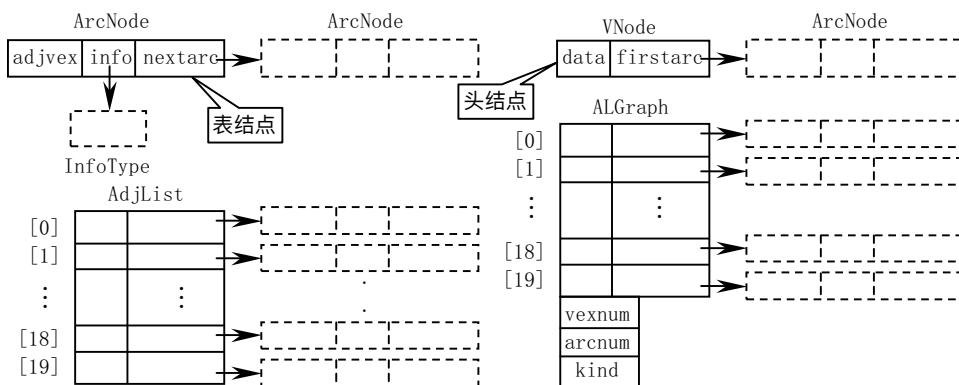 ArcNode
ArcNode
adjvex info nextarc
表结点
InfoType
AdjList
[0]
[1]
⋮ ⋮
[18]
[19]
VNode
ArcNode
data firstarc
头结点
ALGraph
[0]
[1]
⋮ ⋮
[18]
[19]
vexnum
arcnum
kind